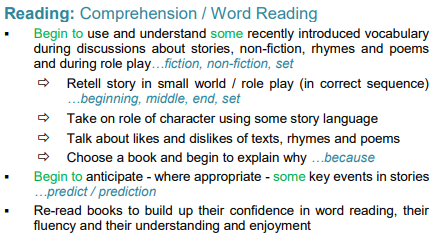 Reading: Comprehension / Word Reading
▪ Begin to use and understand some recently introduced vocabulary
during discussions about stories, non-fiction, rhymes and poems
and during role play…fiction, non-fiction, set
⇨ Retell story in small world / role play (in correct sequence)
…beginning, middle, end, set
⇨ Take on role of character using some story language
⇨ Talk about likes and dislikes of texts, rhymes and poems
⇨ Choose a book and begin to explain why …because
▪ Begin to anticipate - where appropriate - some key events in stories
…predict / prediction
▪ Re-read books to build up their confidence in word reading, their
fluency and their understanding and enjoyment